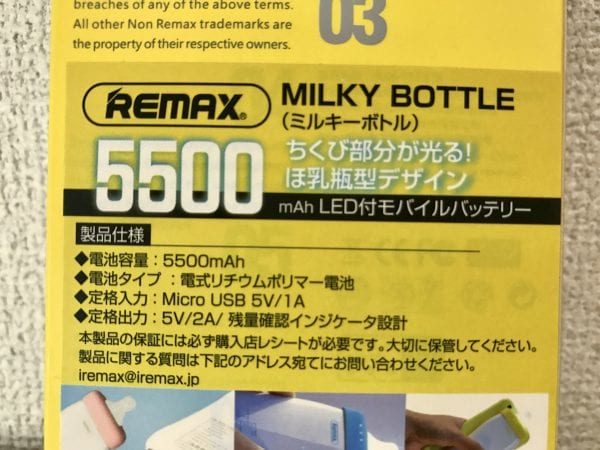 breaches of any of the above terms.
All other Non Remax trademarks are
the property of their respective owners.
03
REMAX® MILKY BOTTLE
(ミルキーボトル)
5500 ちくび部分が光る!
ほ乳瓶型デザイン
mAh LED付モバイルバッテリー
製品仕様
◆電池容量:5500mAh
◆電池タイプ:電式リチウムポリマー電池
◆定格入力:Micro USB 5V/1A
◆定格出力:5V/2A/ 残量確認インジケータ設計
本製品の保証には必ず購入店レシートが必要です。大切に保管してください。
製品に関する質問は下記のアドレス宛てにお問い合わせください。
iremax@iremax.jp
REMAX